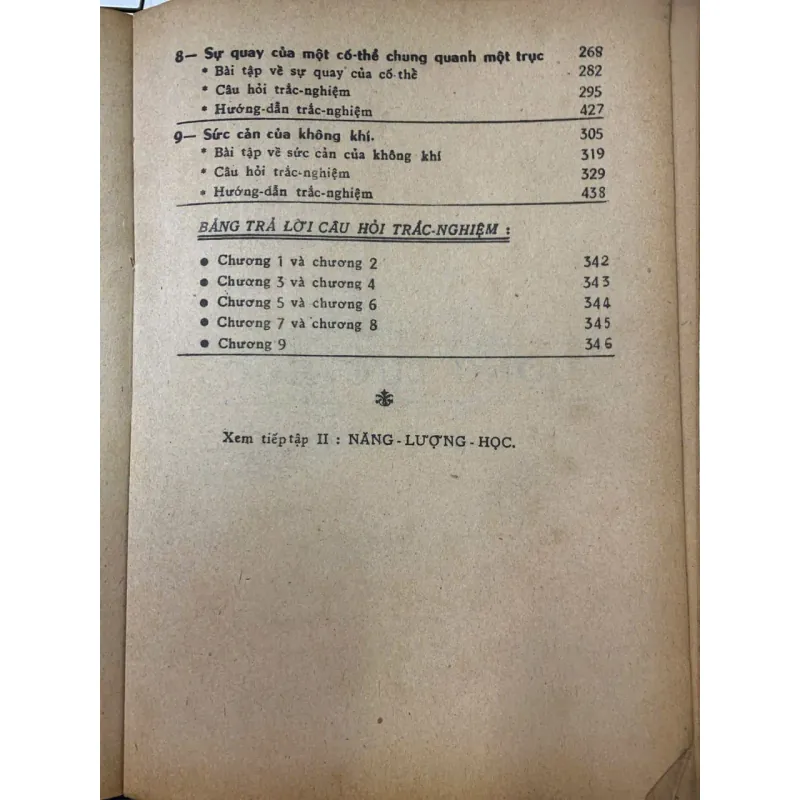 8— Sự quay của một cố-thể chung quanh một trục 268
* Bài tập về sự quay của cố thể 282
* Câu hỏi trắc-nghiệm 295
* Hướng-dẫn trắc-nghiệm 427
9— Sức cản của không khí. 305
* Bài tập về sức cản của không khí 319
* Câu hỏi trắc-nghiệm 329
* Hướng-dẫn trắc-nghiệm 438
BẢNG TRẢ LỜI CÂU HỎI TRẮC-NGHIỆM :
● Chương 1 và chương 2 342
● Chương 3 và chương 4 343
● Chương 5 và chương 6 344
● Chương 7 và chương 8 345
● Chương 9 346
Xem tiếp tập II : NĂNG - LƯỢNG - HỌC.